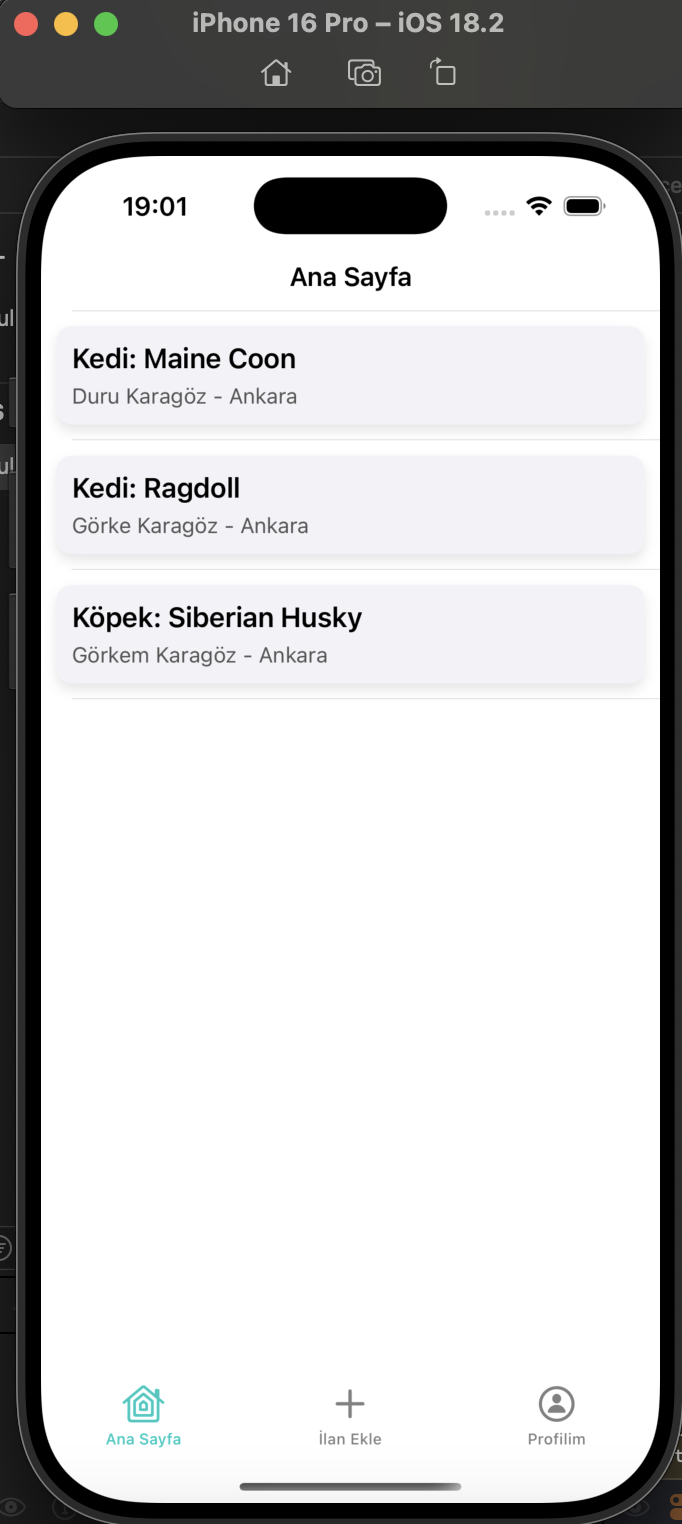 iPhone 16 Pro – iOS 18.2
19:01
Ana Sayfa
Kedi: Maine Coon
Duru Karagöz - Ankara
Kedi: Ragdoll
Görke Karagöz - Ankara
Köpek: Siberian Husky
Görkem Karagöz - Ankara
Ana Sayfa
İlan Ekle
Profilim